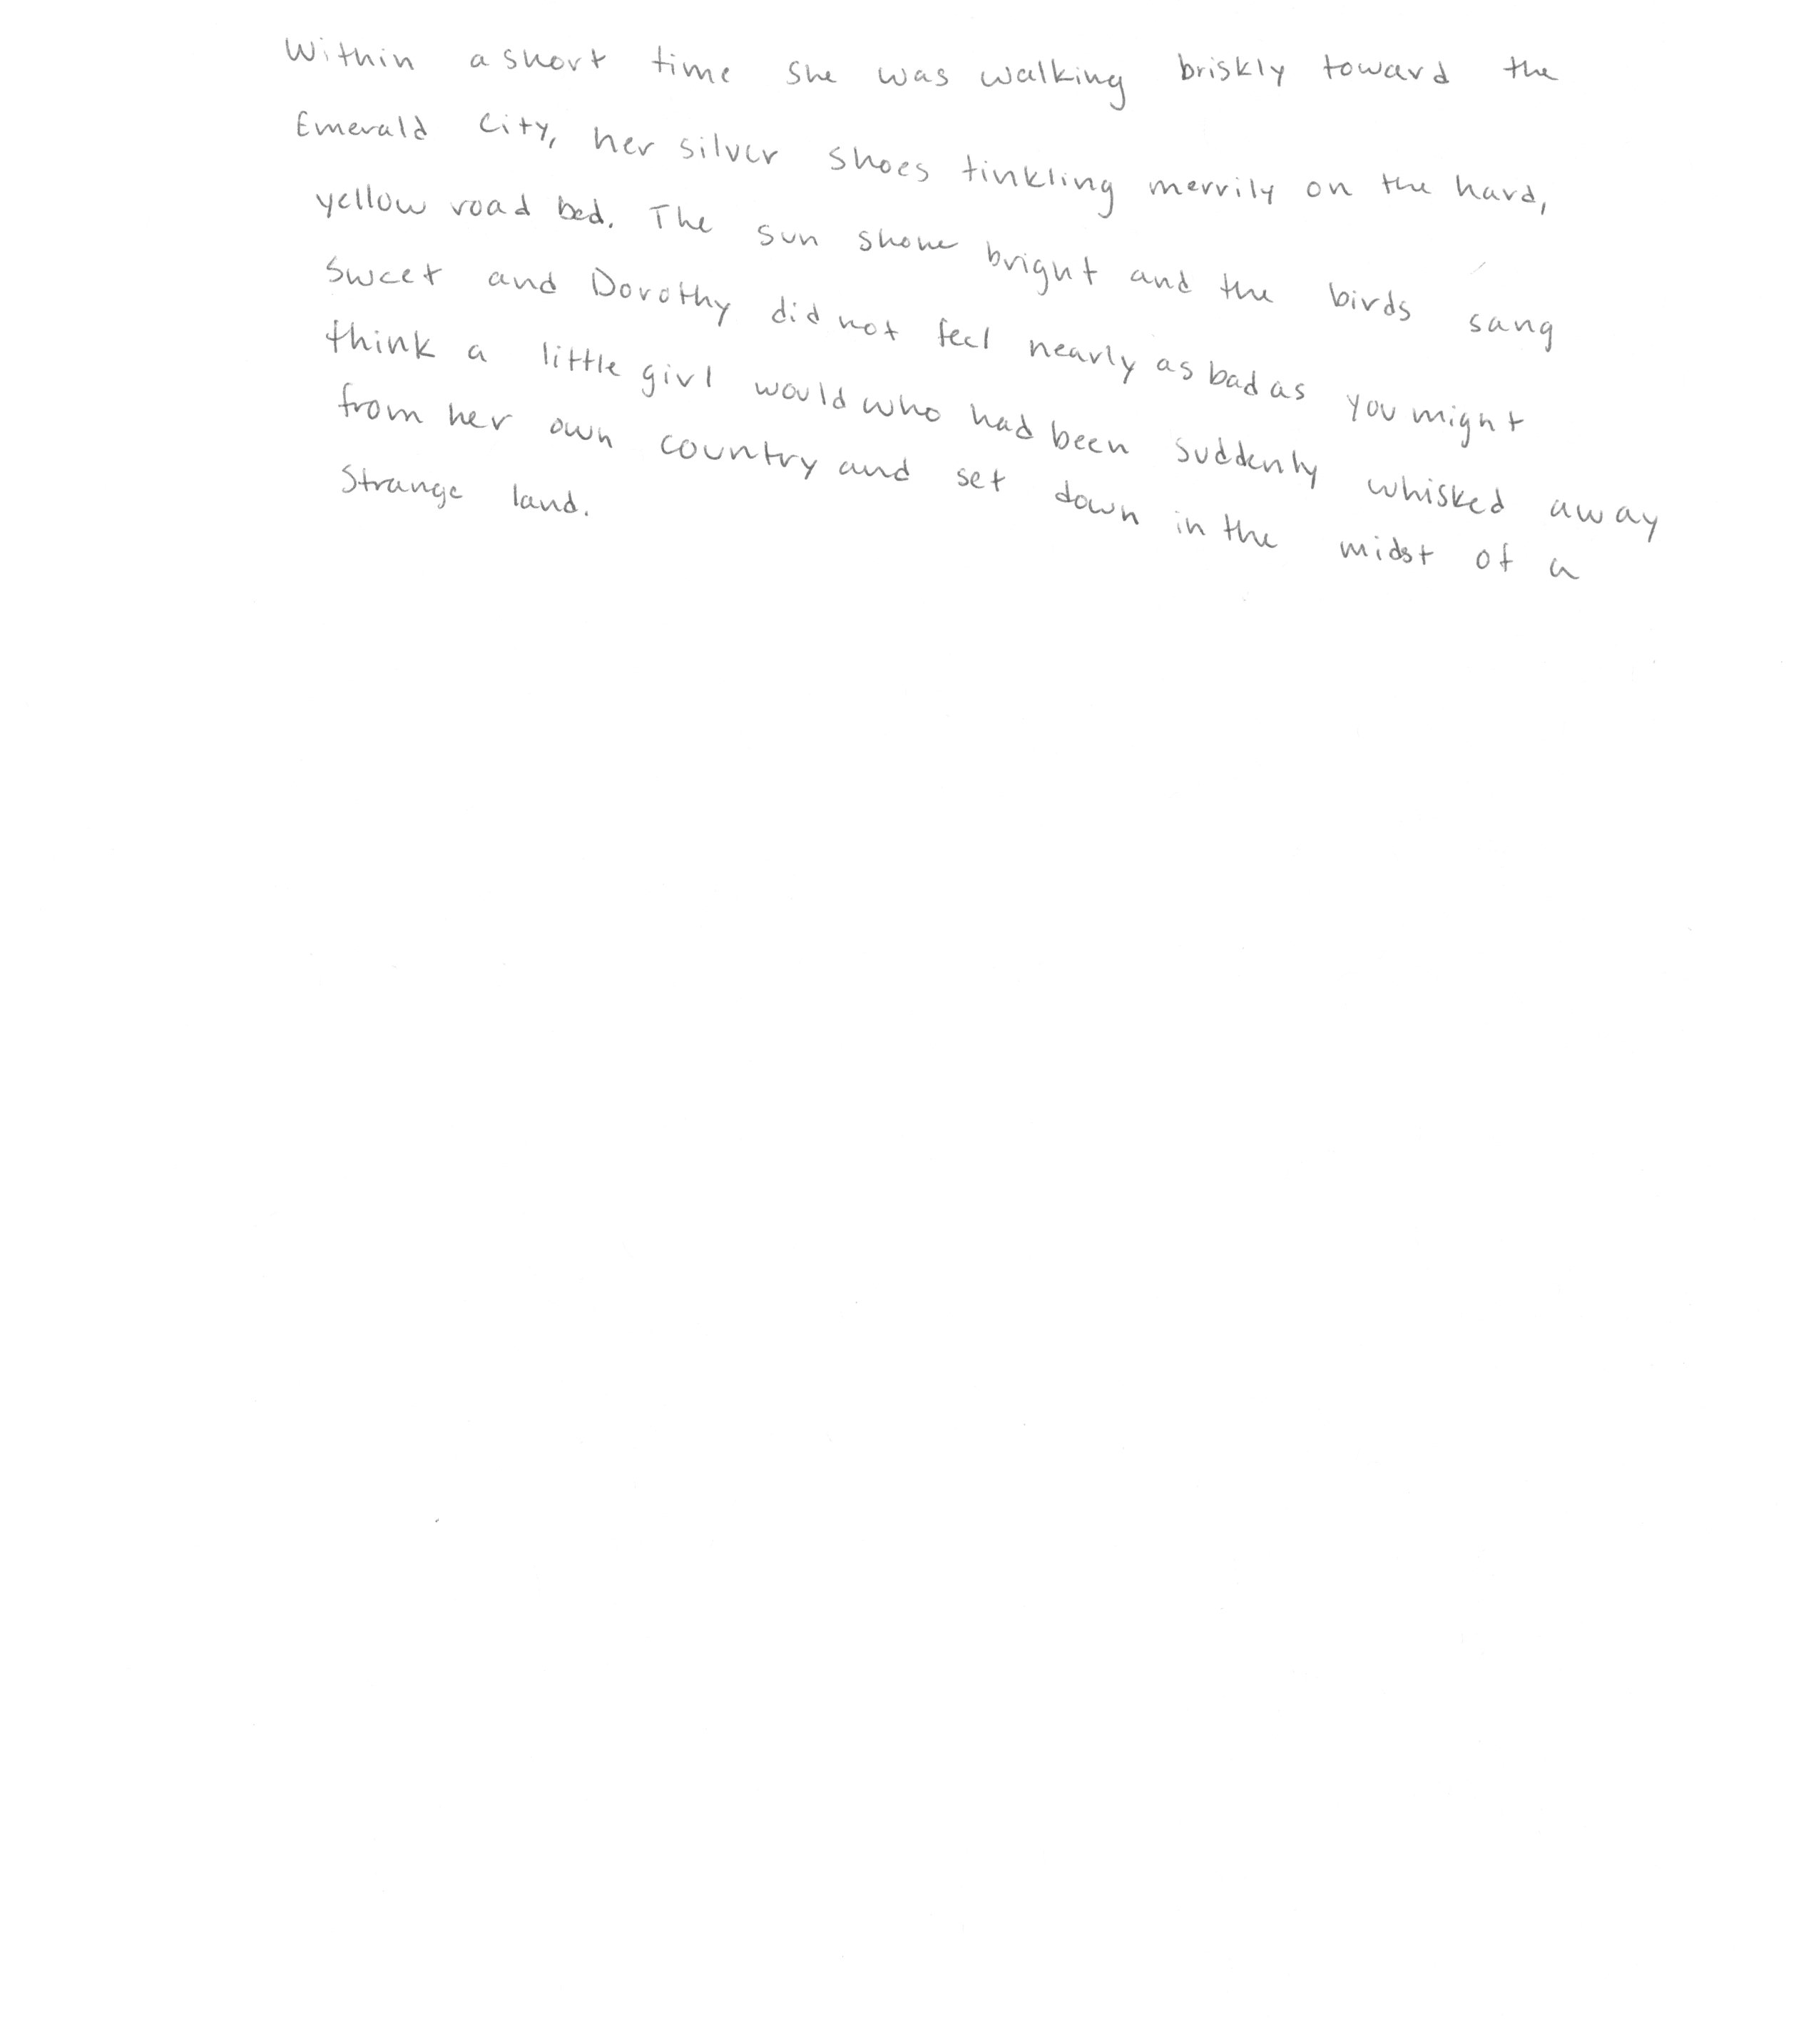 Within a short time she was walking briskly toward the
Emerald City, her silver shoes tinkling merrily on the hard,
yellow road bed. The sun shone bright and the birds sang
sweet and Dorothy did not feel nearly as bad as you might
think a little girl would who had been suddenly whisked away
from her own country and set down in the midst of a
strange land.